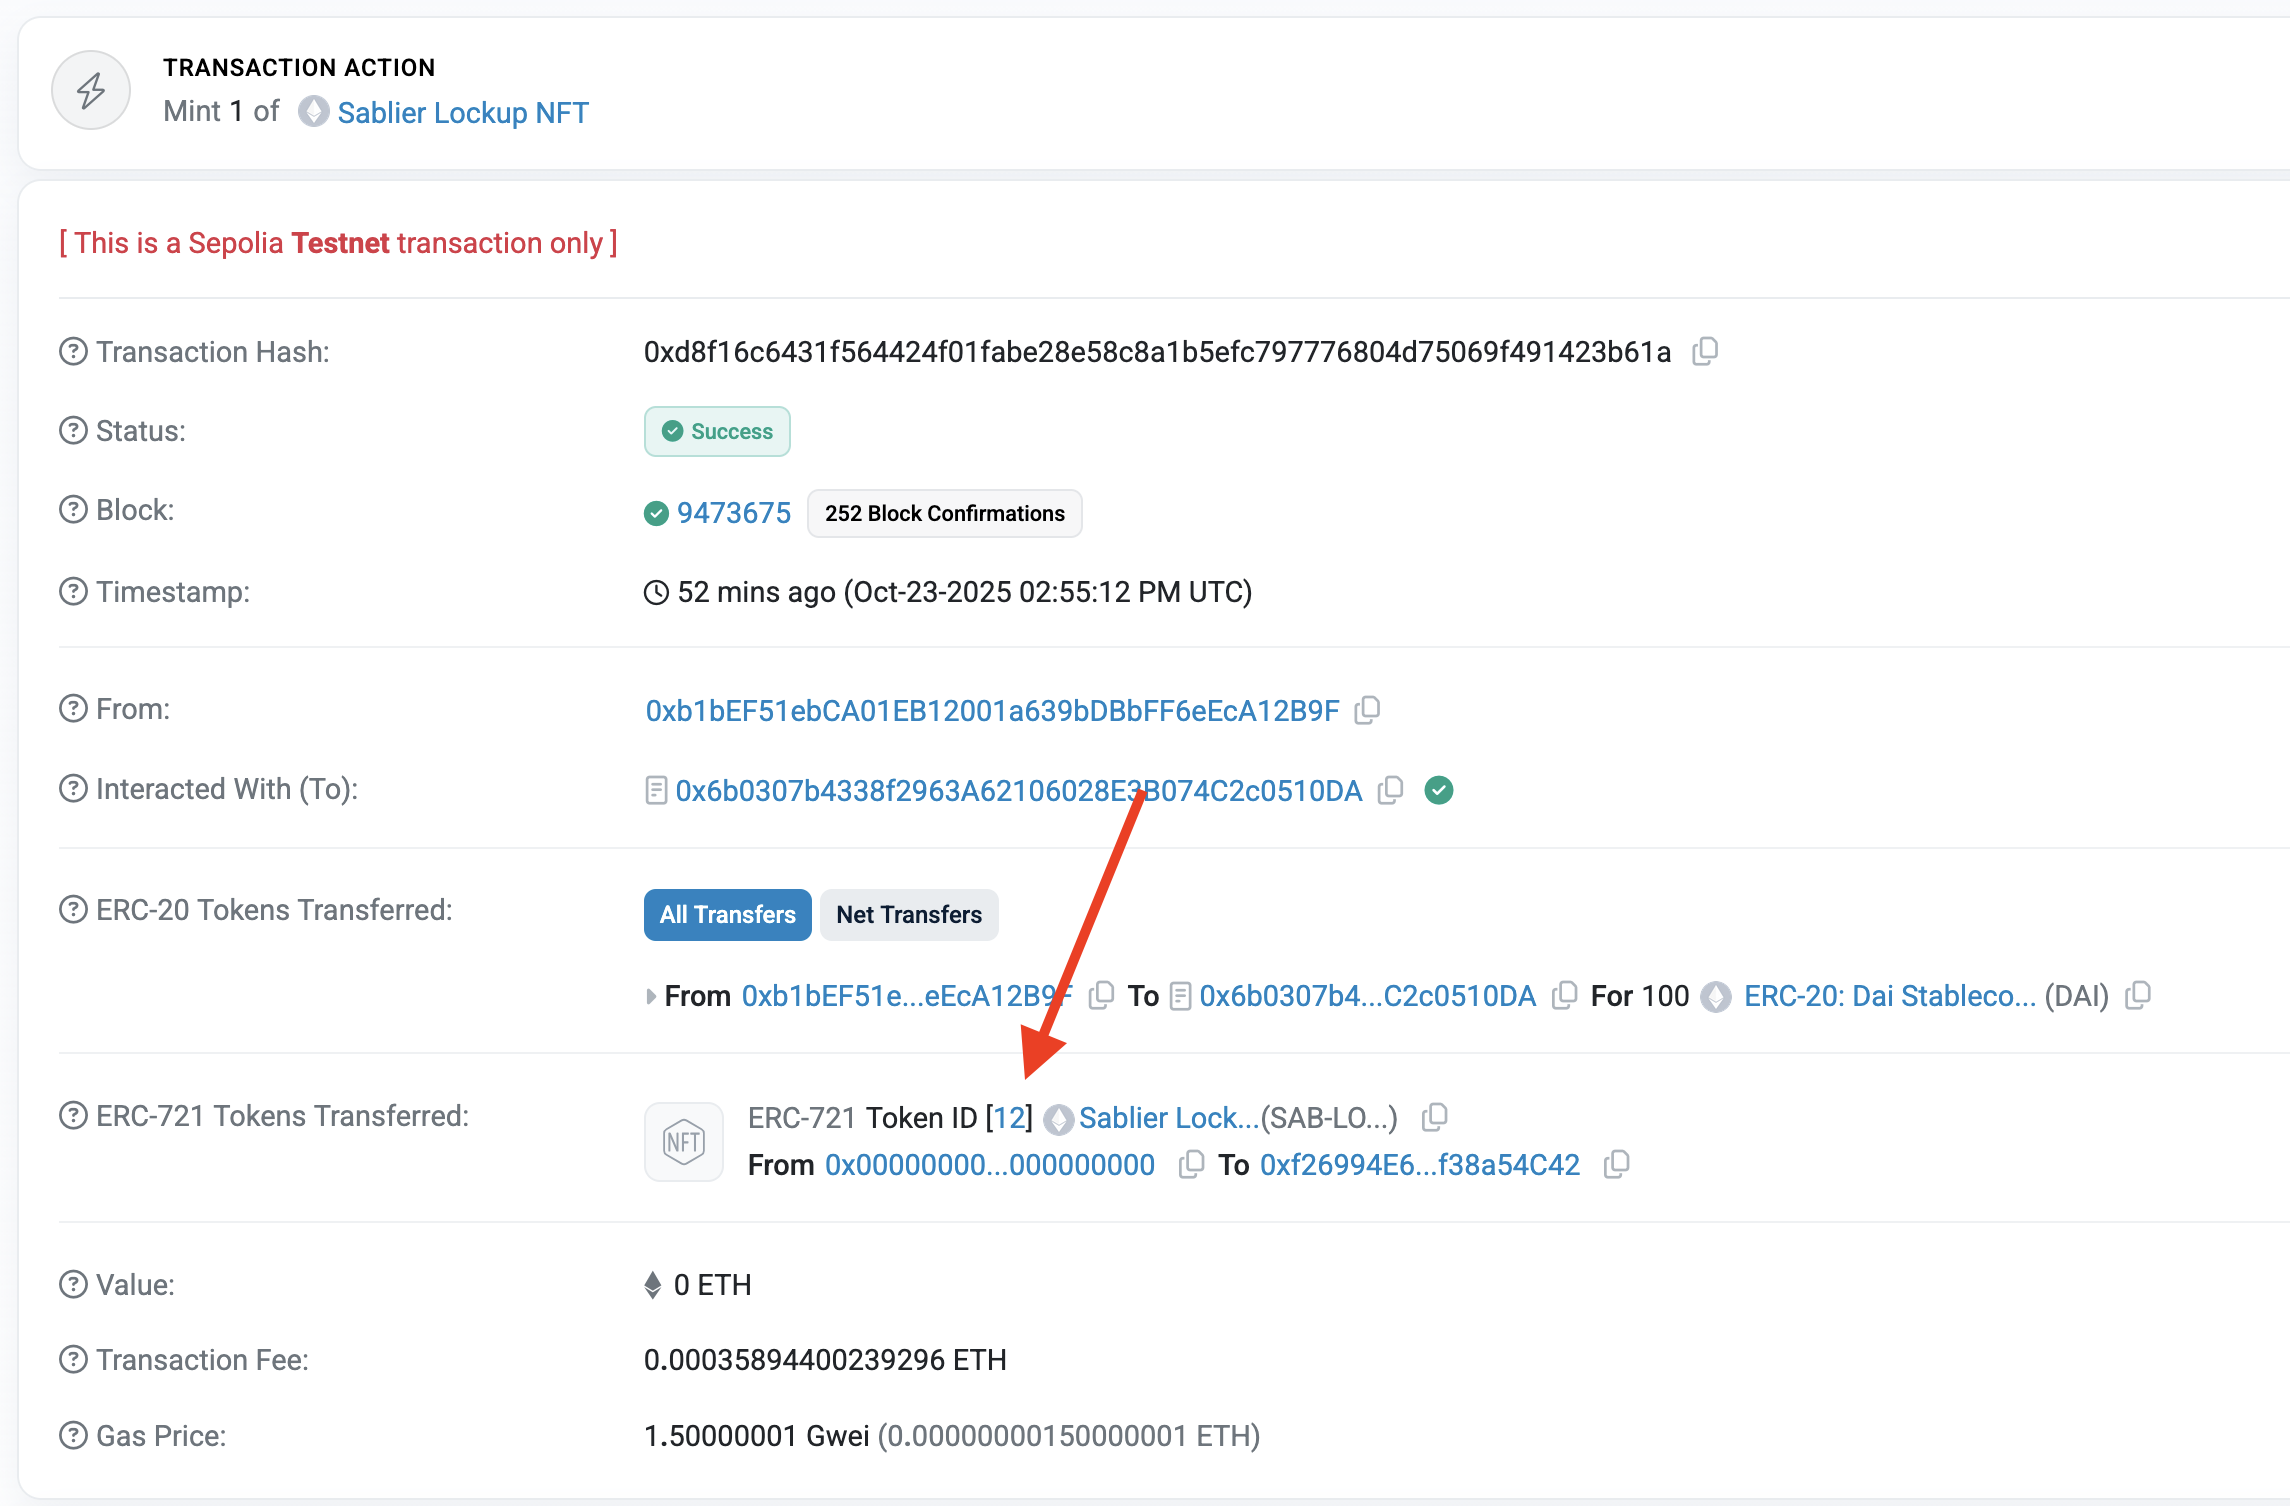 TRANSACTION ACTION
Mint 1 of Sablier Lockup NFT
[ This is a Sepolia Testnet transaction only ]
Transaction Hash: 0xd8f16c6431f564424f01fabe28e58c8a1b5efc797776804d75069f491423b61a
Status: Success
Block: 9473675 252 Block Confirmations
Timestamp: 52 mins ago (Oct-23-2025 02:55:12 PM UTC)
From: 0xb1bEF51ebCA01EB12001a639bDBbFF6eEcA12B9F
Interacted With (To): 0x6b0307b4338f2963A62106028E3B074C2c0510DA
ERC-20 Tokens Transferred: All Transfers Net Transfers
From 0xb1bEF51e...eEcA12B9F To 0x6b0307b4...C2c0510DA For 100 ERC-20: Dai Stableco... (DAI)
ERC-721 Tokens Transferred: NFT ERC-721 Token ID [12] Sablier Lock...(SAB-LO...)
From 0x00000000...000000000 To 0xf26994E6...f38a54C42
Value: 0 ETH
Transaction Fee: 0.00035894400239296 ETH
Gas Price: 1.50000001 Gwei (0.00000000150000001 ETH)